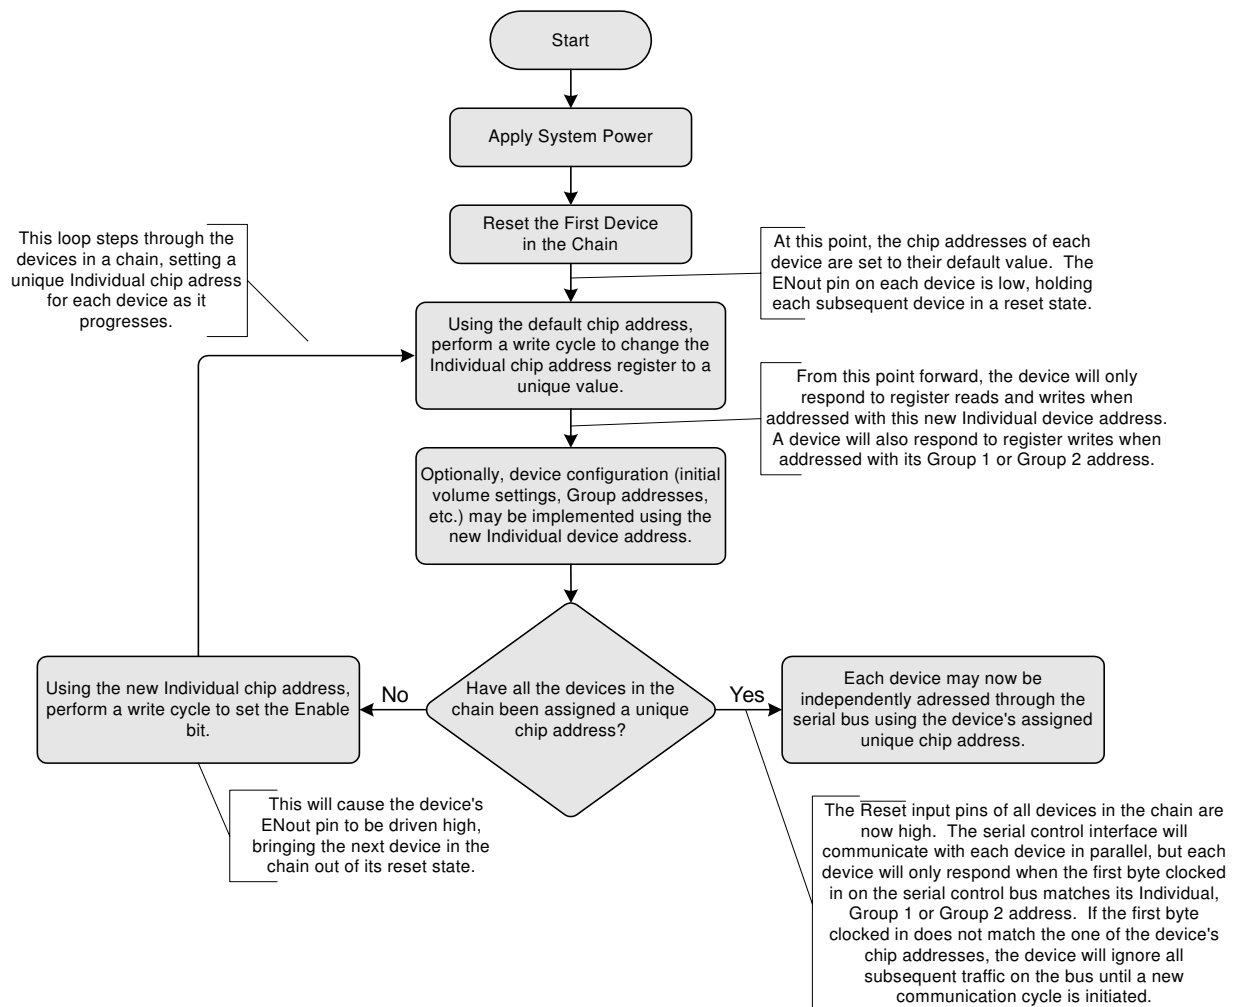 Start
Apply System Power
Reset the First Device
in the Chain
This loop steps through the
devices in a chain, setting a
unique Individual chip adress
for each device as it
progresses.
At this point, the chip addresses of each
device are set to their default value. The
ENout pin on each device is low, holding
each subsequent device in a reset state.
Using the default chip address,
perform a write cycle to change the
Individual chip address register to a
unique value.
From this point forward, the device will only
respond to register reads and writes when
addressed with this new Individual device address.
A device will also respond to register writes when
addressed with its Group 1 or Group 2 address.
Optionally, device configuration (initial
volume settings, Group addresses,
etc.) may be implemented using the
new Individual device address.
Using the new Individual chip address,
perform a write cycle to set the Enable
bit.
No
Have all the devices in the
chain been assigned a unique
chip address?
Yes
Each device may now be
independently adressed through the
serial bus using the device's assigned
unique chip address.
This will cause the device's
ENout pin to be driven high,
bringing the next device in the
chain out of its reset state.
The Reset input pins of all devices in the chain are
now high. The serial control interface will
communicate with each device in parallel, but each
device will only respond when the first byte clocked
in on the serial control bus matches its Individual,
Group 1 or Group 2 address. If the first byte
clocked in does not match the one of the device's
chip addresses, the device will ignore all
subsequent traffic on the bus until a new
communication cycle is initiated.